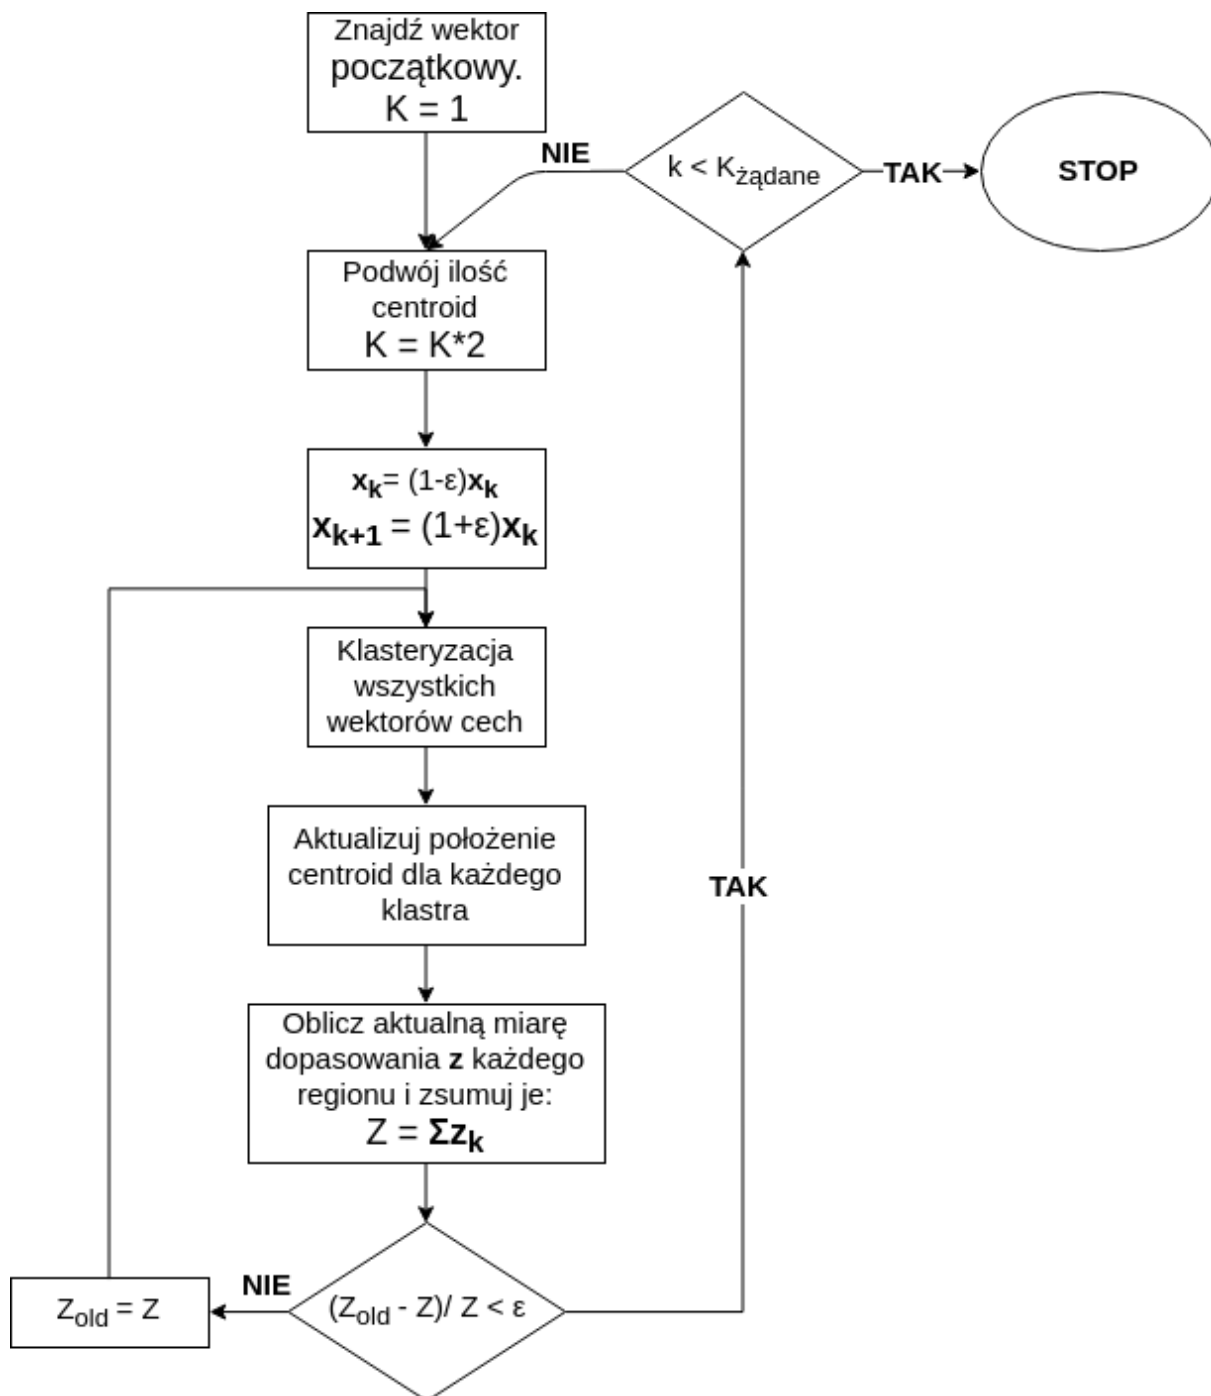 Znajdź wektor
początkowy.
K = 1
NIE
k < Kżądane
TAK
STOP
Podwój ilość
centroid
K = K*2
xk= (1-ε)xk
xk+1 = (1+ε)xk
Klasteryzacja
wszystkich
wektorów cech
Aktualizuj położenie
centroid dla każdego
klastra
TAK
Oblicz aktualną miarę
dopasowania z każdego
regionu i zsumuj je:
Z = Σzk
NIE
(Zold - Z)/ Z < ε
Zold = Z